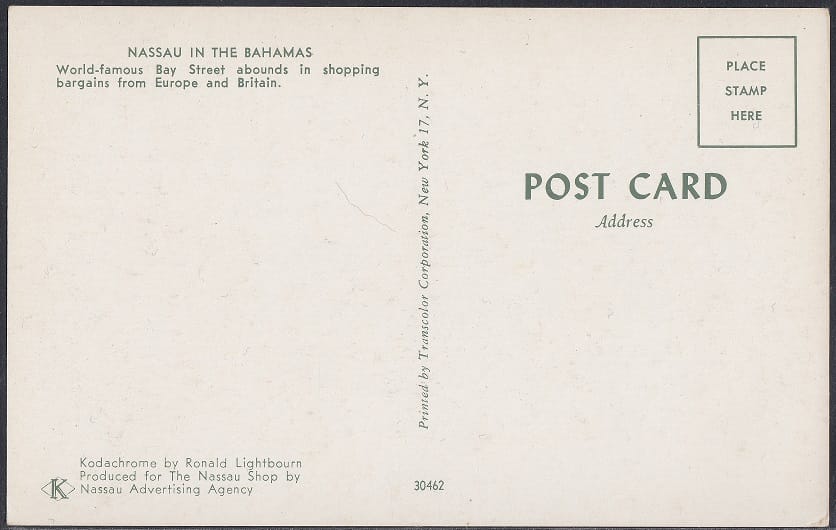 NASSAU IN THE BAHAMAS
World-famous Bay Street abounds in shopping
bargains from Europe and Britain.
Kodachrome by Ronald Lightbourn
Produced for The Nassau Shop by
Nassau Advertising Agency
K
Printed by Transcolor Corporation, New York 17, N. Y.
30462
PLACE
STAMP
HERE
POST CARD
Address